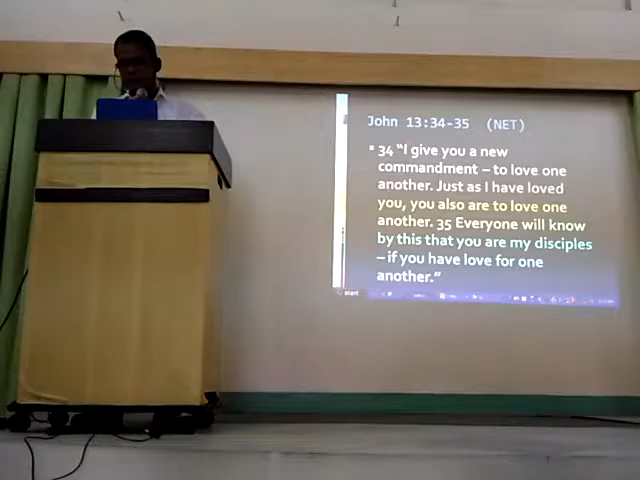 John 13:34-35 (NET)
▪ 34 “I give you a new
commandment – to love one
another. Just as I have loved
you, you also are to love one
another. 35 Everyone will know
by this that you are my disciples
– if you have love for one
another.”
start